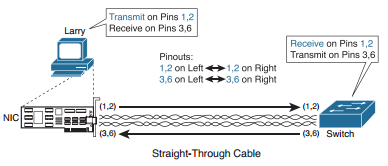 Larry
Transmit on Pins 1,2
Receive on Pins 3,6
Receive on Pins 1,2
Transmit on Pins 3,6
Pinouts:
1,2 on Left 1,2 on Right
3,6 on Left 3,6 on Right
NIC
(1,2)
(1,2)
(3,6)
(3,6)
Switch
Straight-Through Cable